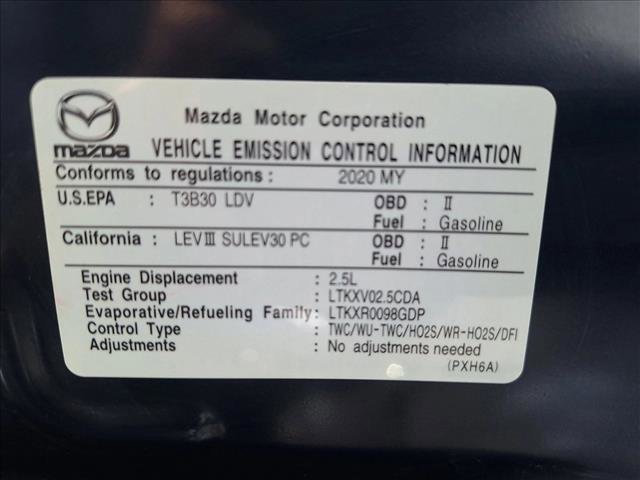 Mazda Motor Corporation
mazda VEHICLE EMISSION CONTROL INFORMATION
Conforms to regulations : 2020 MY
U.S.EPA : T3B30 LDV OBD : II
Fuel : Gasoline
California : LEVIII SULEV30 PC OBD : II
Fuel : Gasoline
Engine Displacement : 2.5L
Test Group : LTKXV02.5CDA
Evaporative/Refueling Family: LTKXR0098GDP
Control Type : TWC/WU-TWC/HO2S/WR-HO2S/DFI
Adjustments : No adjustments needed
(PXH6A)